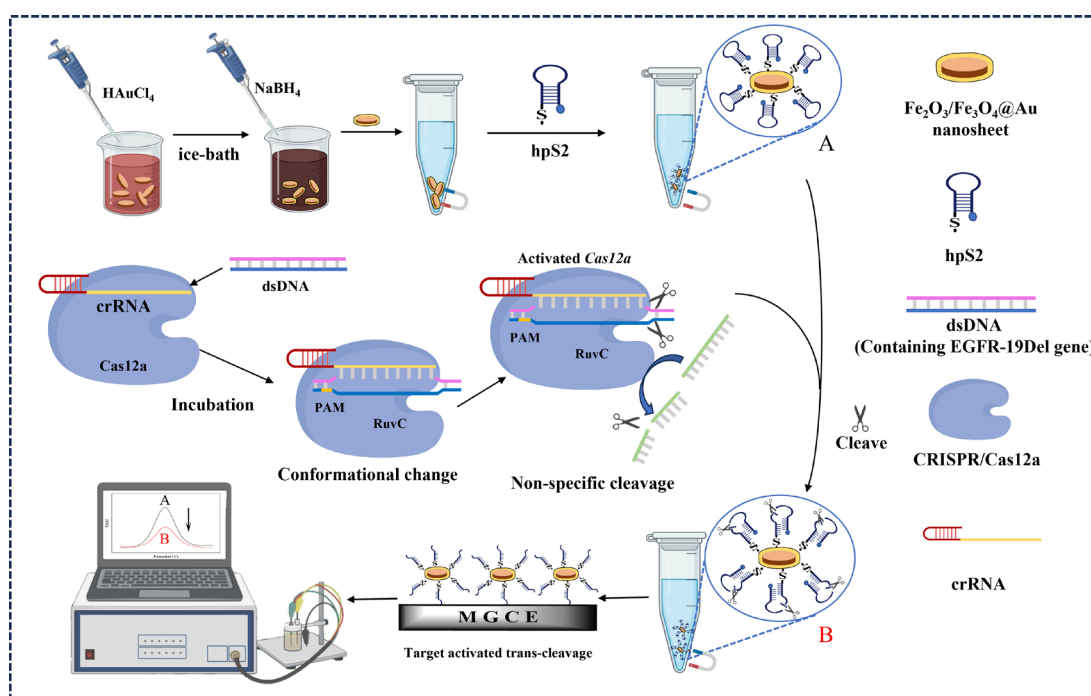 HAuCl₄
NaBH₄
ice-bath
hpS2
S
S
S
S
S
S
S
A
Fe₂O₃/Fe₃O₄@Au
nanosheet
S
hpS2
dsDNA
crRNA
Cas12a
Incubation
PAM
RuvC
Conformational change
Activated Cas12a
PAM
RuvC
Non-specific cleavage
dsDNA
(Containing EGFR-19Del gene)
Cleave
CRISPR/Cas12a
crRNA
A
B
Potential (V)
MGCE
Target activated trans-cleavage
S
S
S
S
S
S
B